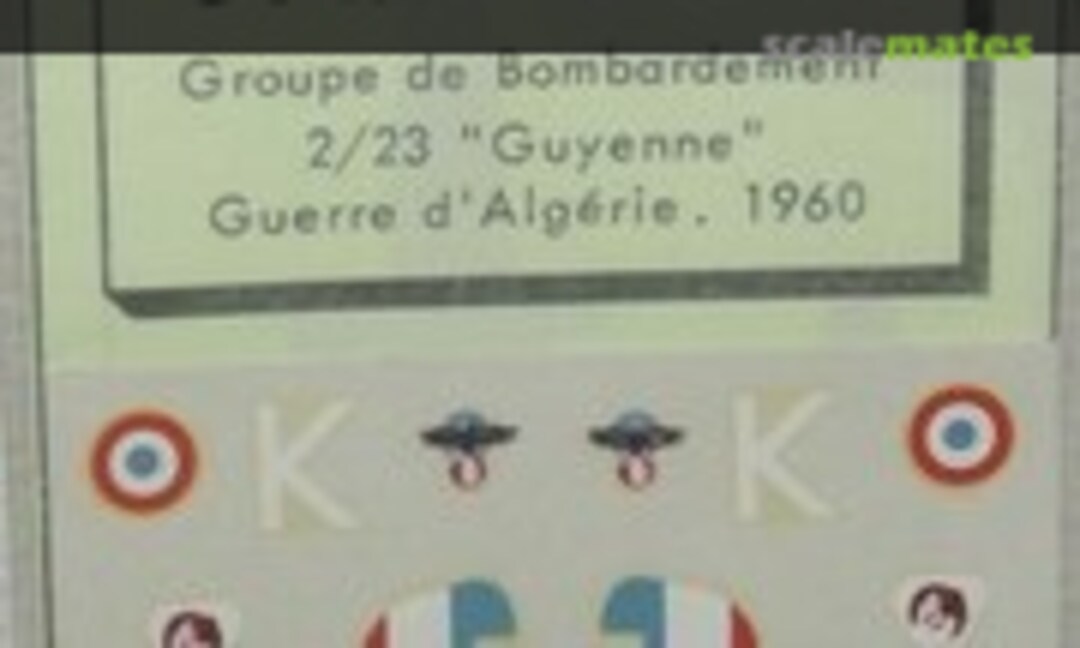 scalemates
Groupe de Bombardement
2/23 "Guyenne"
Guerre d'Algérie. 1960
K K